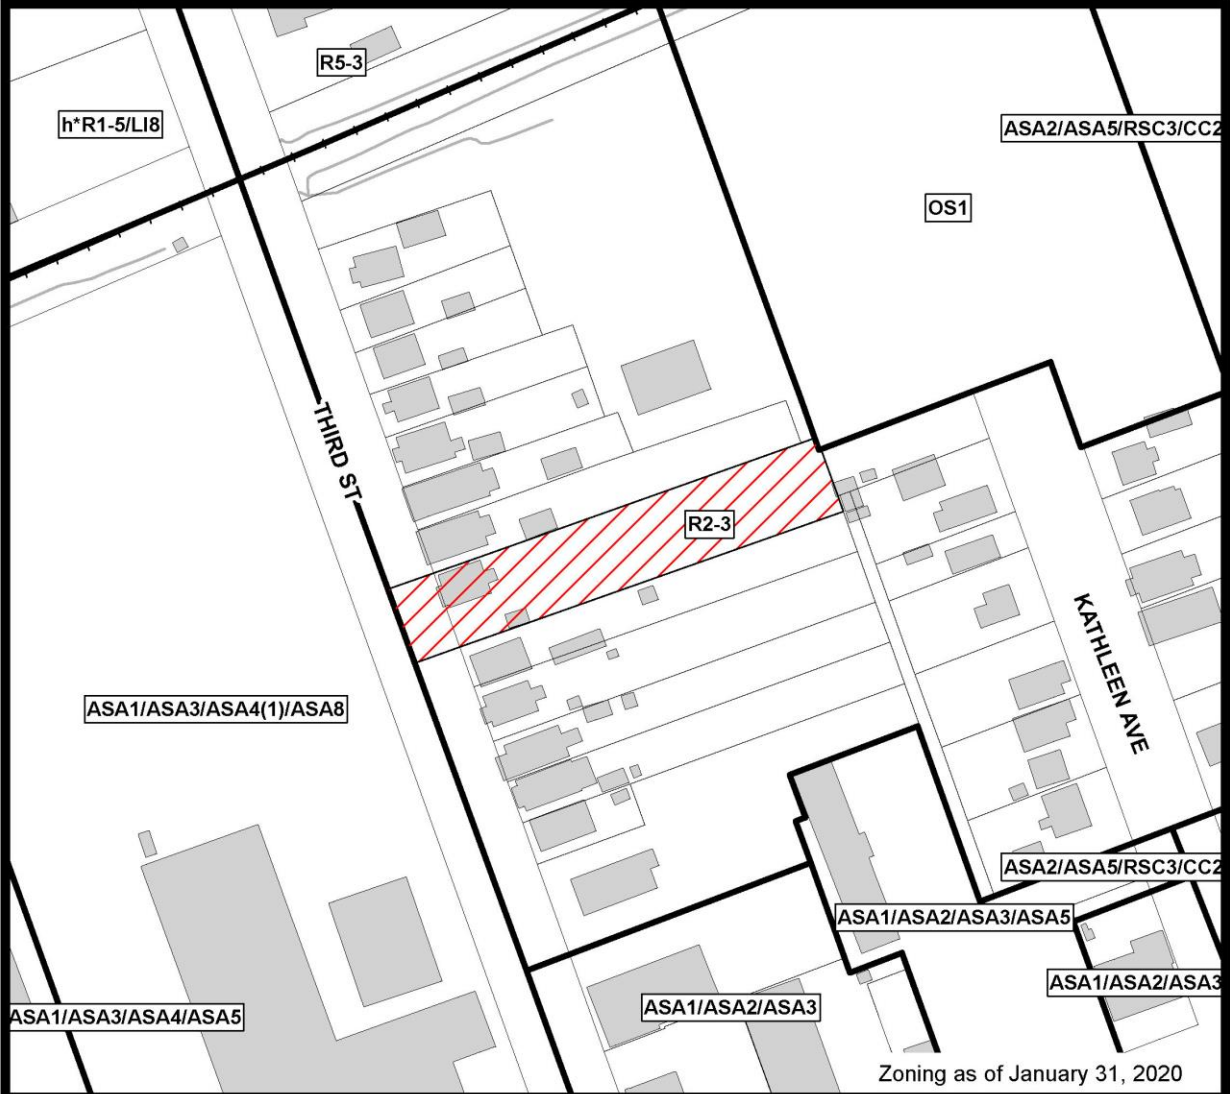 R5-3
h*R1-5/LI8
ASA2/ASA5/RSC3/CC2
OS1
THIRD ST
R2-3
KATHLEEN AVE
ASA1/ASA3/ASA4(1)/ASA8
ASA2/ASA5/RSC3/CC2
ASA1/ASA2/ASA3/ASA5
ASA1/ASA2/ASA3
ASA1/ASA2/ASA3
ASA1/ASA3/ASA4/ASA5
Zoning as of January 31, 2020